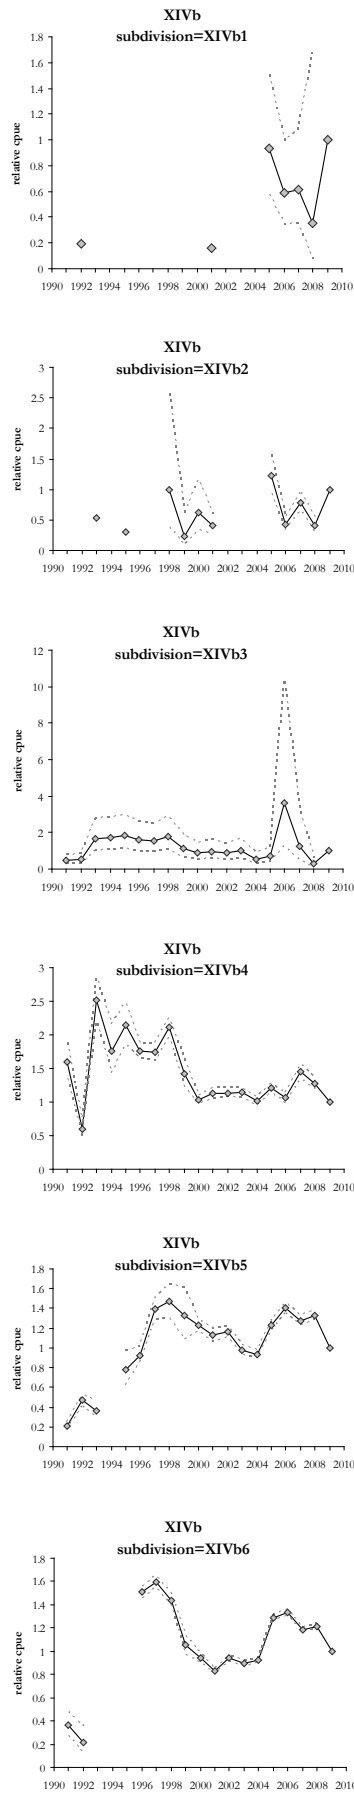 XIVb
subdivision=XIVb1
1.8
1.6
1.4
1.2
1
0.8
0.6
0.4
0.2
0
relative cpue
1990 1992 1994 1996 1998 2000 2002 2004 2006 2008 2010
XIVb
subdivision=XIVb2
3
2.5
2
1.5
1
0.5
0
relative cpue
1990 1992 1994 1996 1998 2000 2002 2004 2006 2008 2010
XIVb
subdivision=XIVb3
12
10
8
6
4
2
0
relative cpue
1990 1992 1994 1996 1998 2000 2002 2004 2006 2008 2010
XIVb
subdivision=XIVb4
3
2.5
2
1.5
1
0.5
0
relative cpue
1990 1992 1994 1996 1998 2000 2002 2004 2006 2008 2010
XIVb
subdivision=XIVb5
1.8
1.6
1.4
1.2
1
0.8
0.6
0.4
0.2
0
relative cpue
1990 1992 1994 1996 1998 2000 2002 2004 2006 2008 2010
XIVb
subdivision=XIVb6
1.8
1.6
1.4
1.2
1
0.8
0.6
0.4
0.2
0
relative cpue
1990 1992 1994 1996 1998 2000 2002 2004 2006 2008 2010